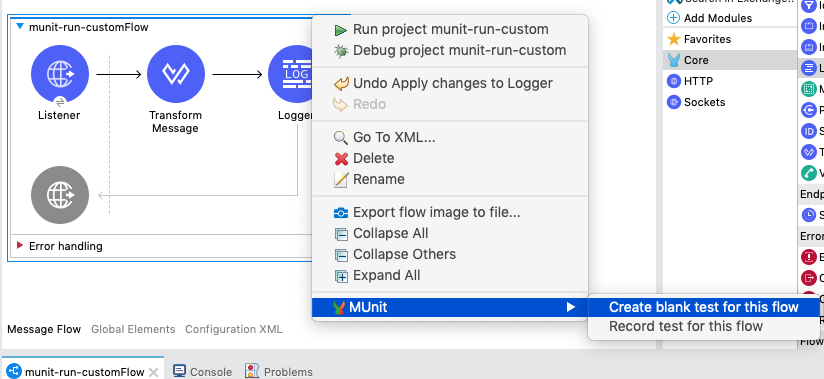 munit-run-customFlow
Listener
Transform
Message
LOG
Logger
Error handling
Message Flow Global Elements Configuration XML
munit-run-customFlow Console Problems
Run project munit-run-custom
Debug project munit-run-custom
Undo Apply changes to Logger
Redo
Go To XML...
Delete
Rename
Export flow image to file...
Collapse All
Collapse Others
Expand All
MUnit
Create blank test for this flow
Record test for this flow
Search in Exchange...
Add Modules
Favorites
Core
HTTP
Sockets
Endp
Error
Flow